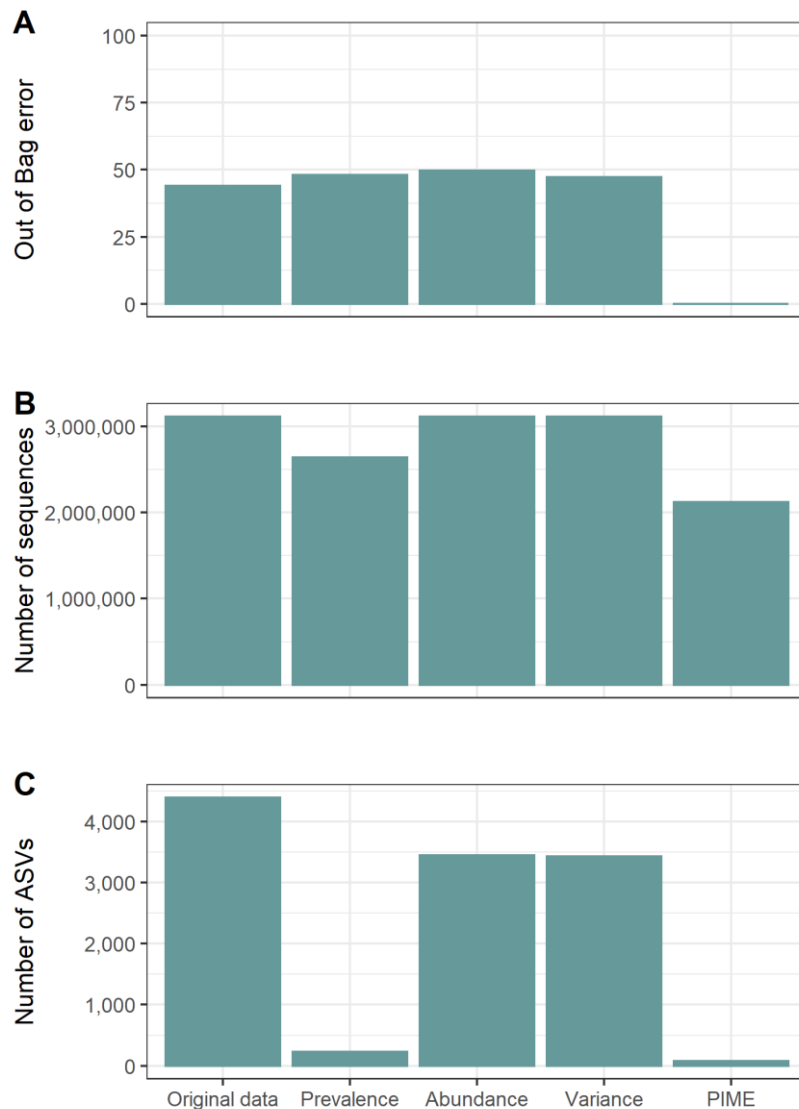 A
Out of Bag error
100
75
50
25
0
B
Number of sequences
3,000,000
2,000,000
1,000,000
0
C
Number of ASVs
4,000
3,000
2,000
1,000
0
Original data Prevalence Abundance Variance PIME